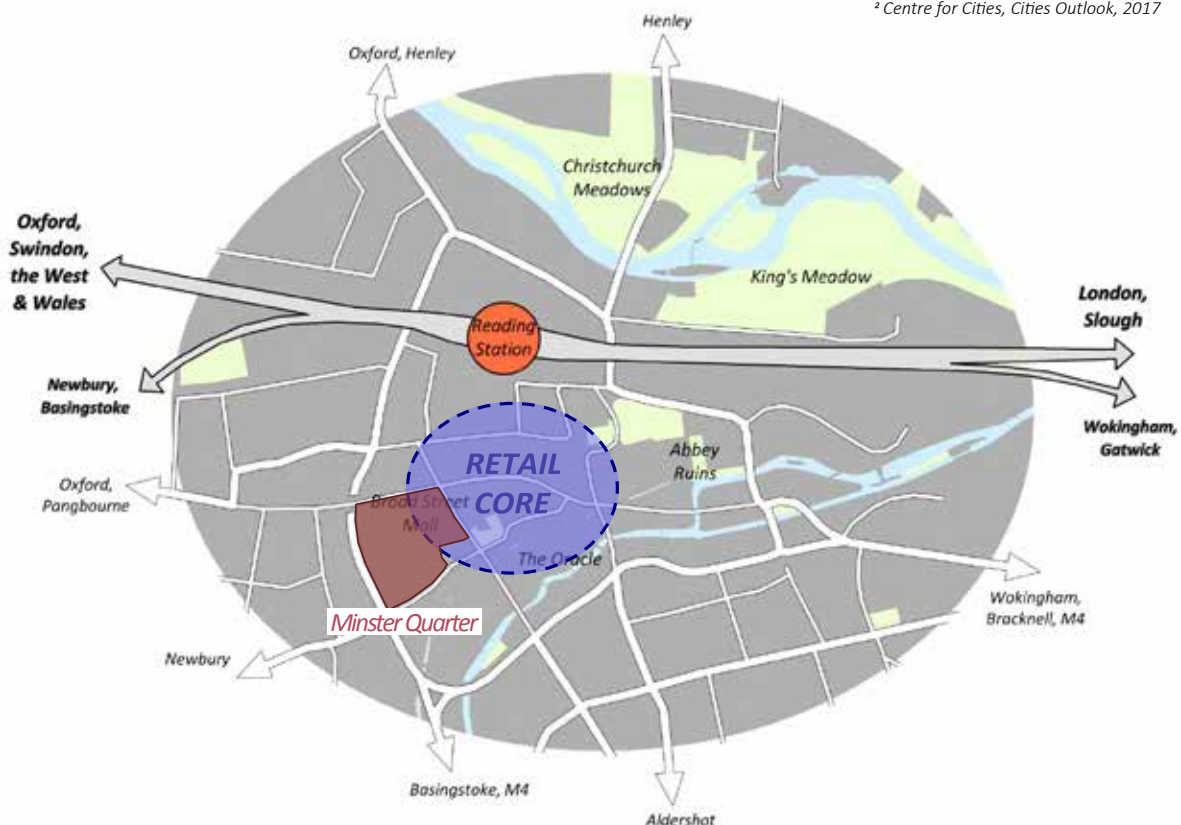 ² Centre for Cities, Cities Outlook, 2017
Henley
Oxford, Henley
Christchurch
Meadows
Oxford,
Swindon,
the West
& Wales
King's Meadow
London,
Slough
Reading
Station
Newbury,
Basingstoke
Wokingham,
Gatwick
Abbey
Ruins
RETAIL
CORE
Oxford,
Pangbourne
Broad Street
Mall
The Oracle
Wokingham,
Bracknell, M4
Minster Quarter
Newbury
Basingstoke, M4
Aldershot